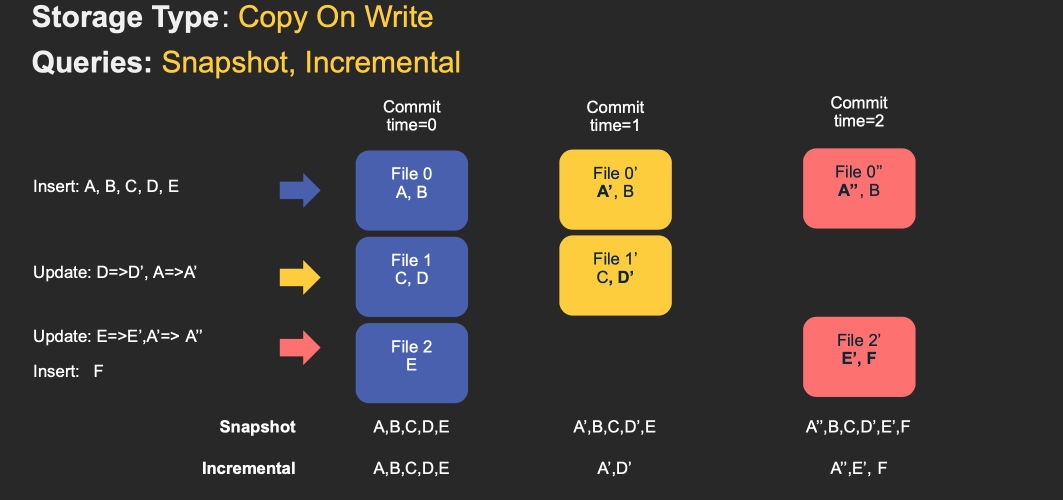 Storage Type: Copy On Write
Queries: Snapshot, Incremental
Commit
time=0
Commit
time=1
Commit
time=2
Insert: A, B, C, D, E
File 0
A, B
File 0’
A’, B
File 0”
A”, B
Update: D=>D’, A=>A’
File 1
C, D
File 1’
C, D’
Update: E=>E’,A’=> A”
Insert: F
File 2
E
File 2’
E’, F
Snapshot
A,B,C,D,E
A’,B,C,D’,E
A”,B,C,D’,E’,F
Incremental
A,B,C,D,E
A’,D’
A”,E’, F